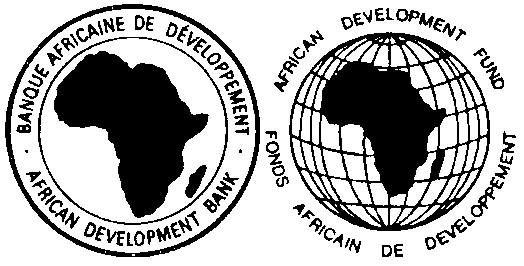 BANQUE AFRICAINE DE DÉVELOPPEMENT
· AFRICAN DEVELOPMENT BANK ·
AFRICAN DEVELOPMENT FUND
FONDS AFRICAIN DE DEVELOPPEMENT